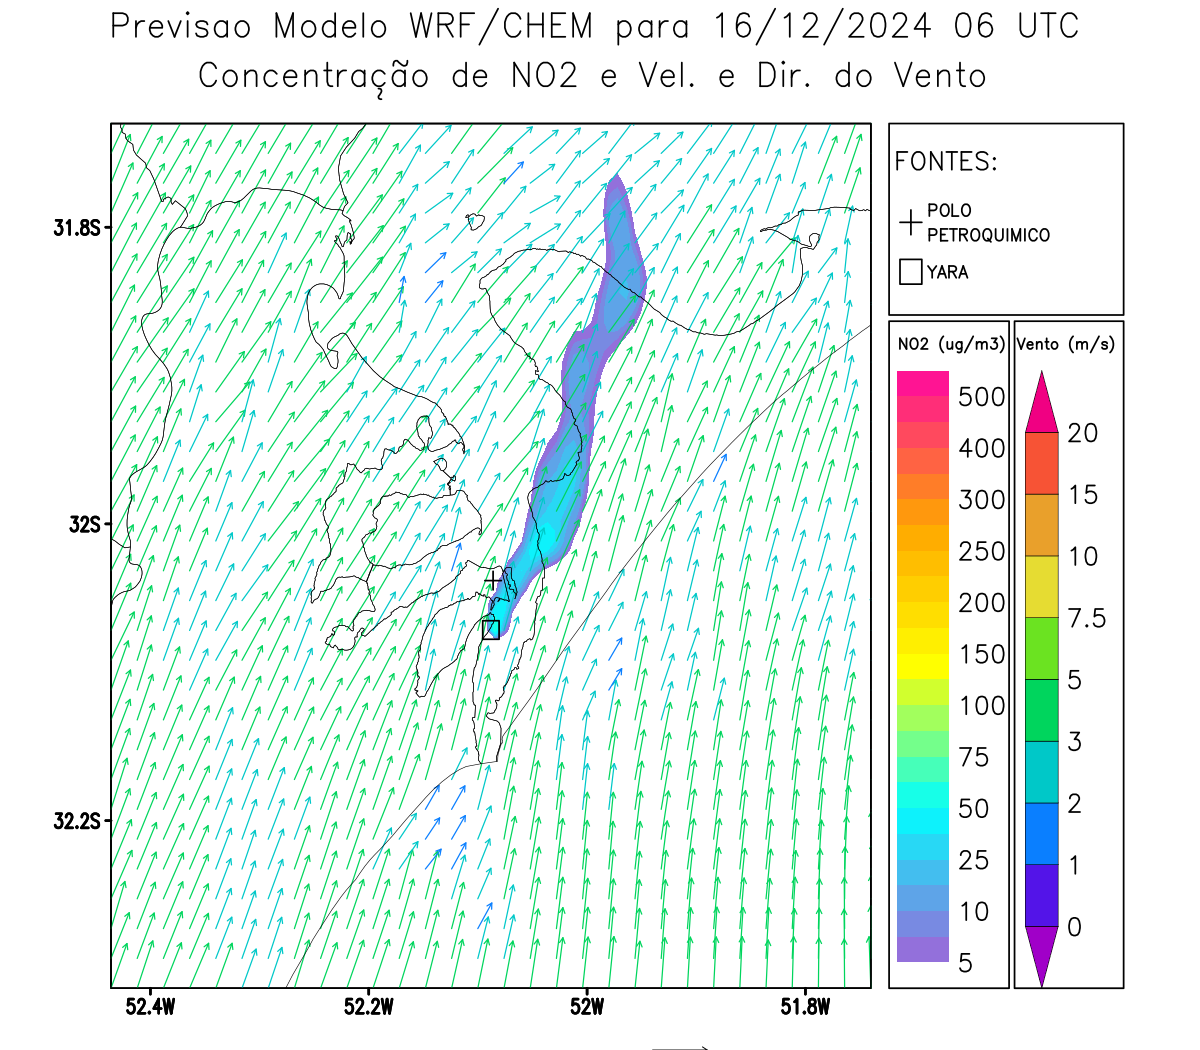 Previsao Modelo WRF/CHEM para 16/12/2024 06 UTC
Concentração de NO2 e Vel. e Dir. do Vento
FONTES:
POLO
PETROQUIMICO
YARA
31.8S
32S
32.2S
52.4W
52.2W
52W
51.8W
NO2 (ug/m3)
500
400
300
250
200
150
100
75
50
25
10
5
Vento (m/s)
20
15
10
7.5
5
3
2
1
0